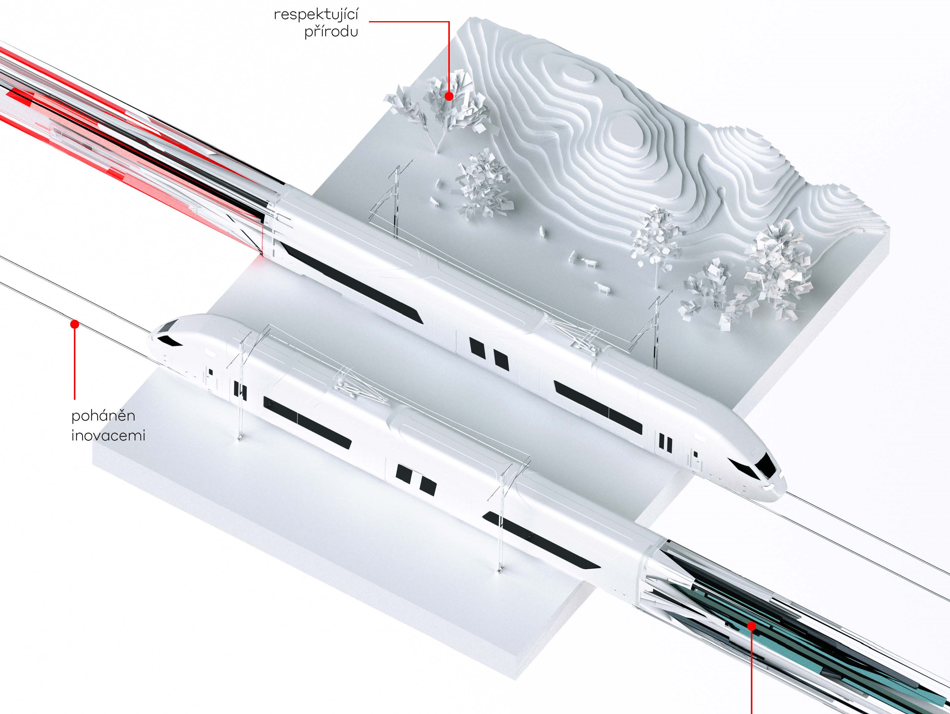 respektující
přírodu
poháněn
inovacemi